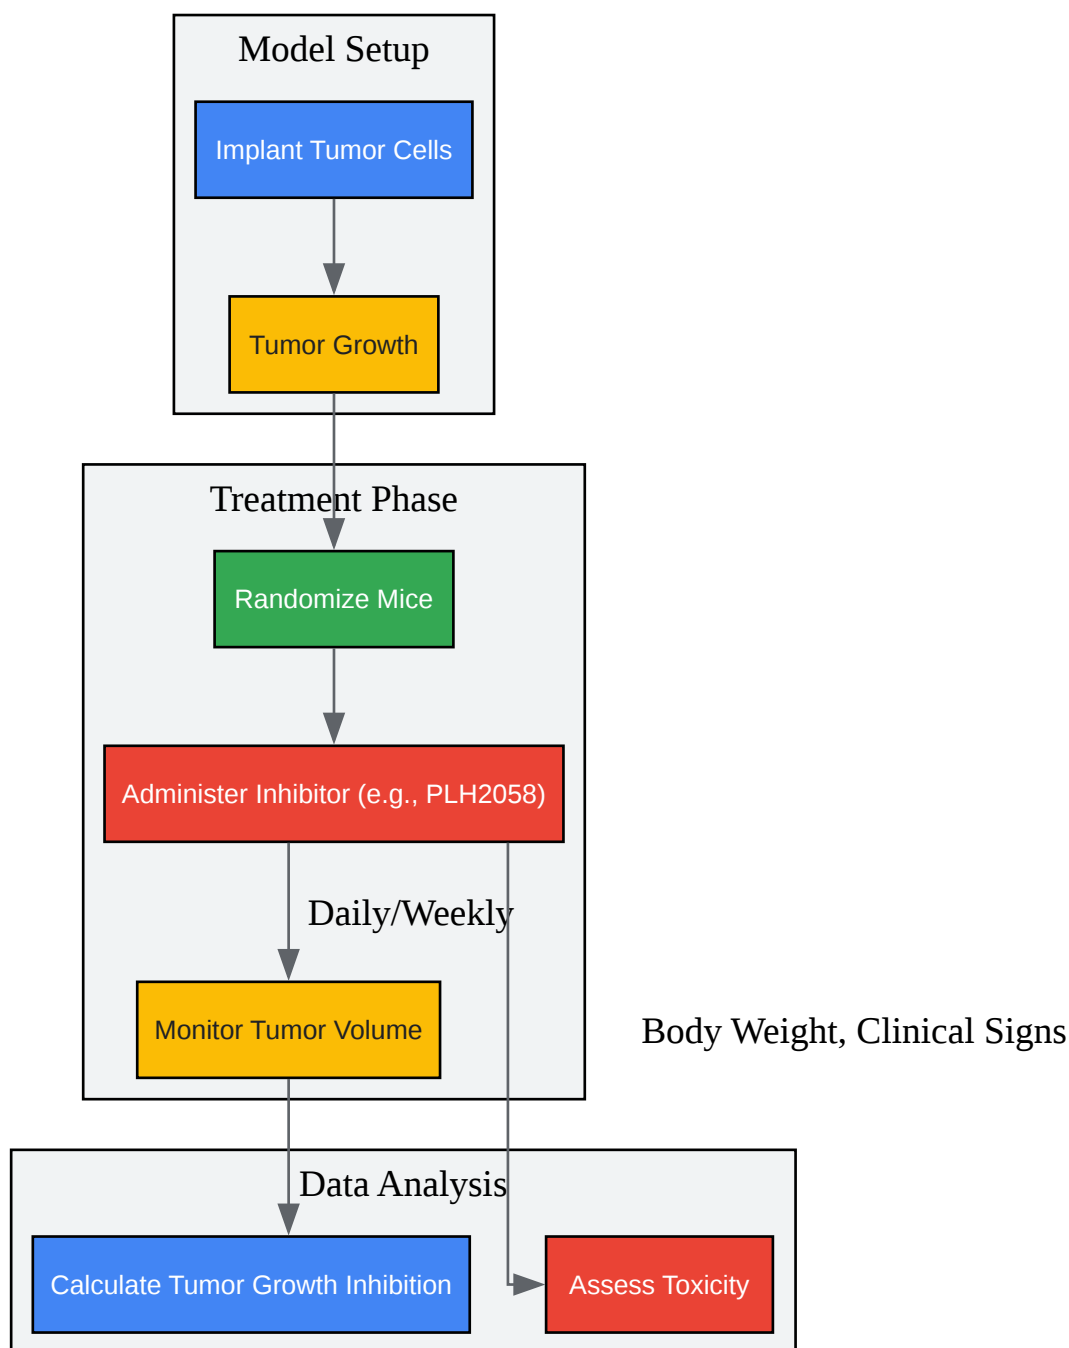 Model Setup
Implant Tumor Cells
Tumor Growth
Treatment Phase
Randomize Mice
Administer Inhibitor (e.g., PLH2058)
Daily/Weekly
Monitor Tumor Volume
Body Weight, Clinical Signs
Data Analysis
Calculate Tumor Growth Inhibition
Assess Toxicity